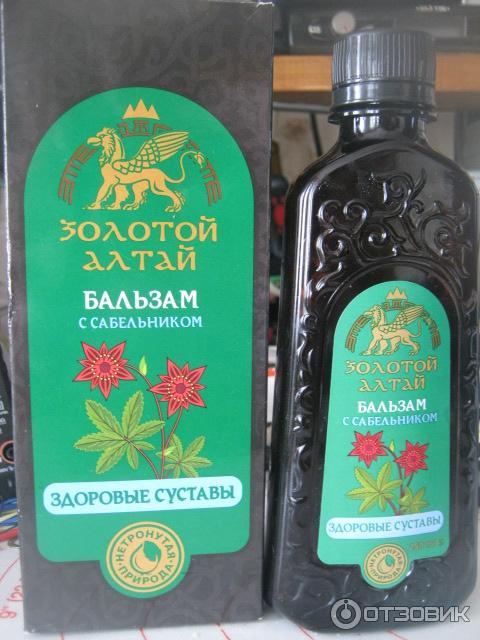 ЗОЛОТОЙ
АЛТАЙ
БАЛЬЗАМ
С САБЕЛЬНИКОМ
ЗДОРОВЫЕ СУСТАВЫ
НЕТРОНУТАЯ
ПРИРОДА
ЗОЛОТОЙ
АЛТАЙ
БАЛЬЗАМ
С САБЕЛЬНИКОМ
ЗДОРОВЫЕ СУСТАВЫ
НЕТРОНУТАЯ
ПРИРОДА
ОТЗОВИК